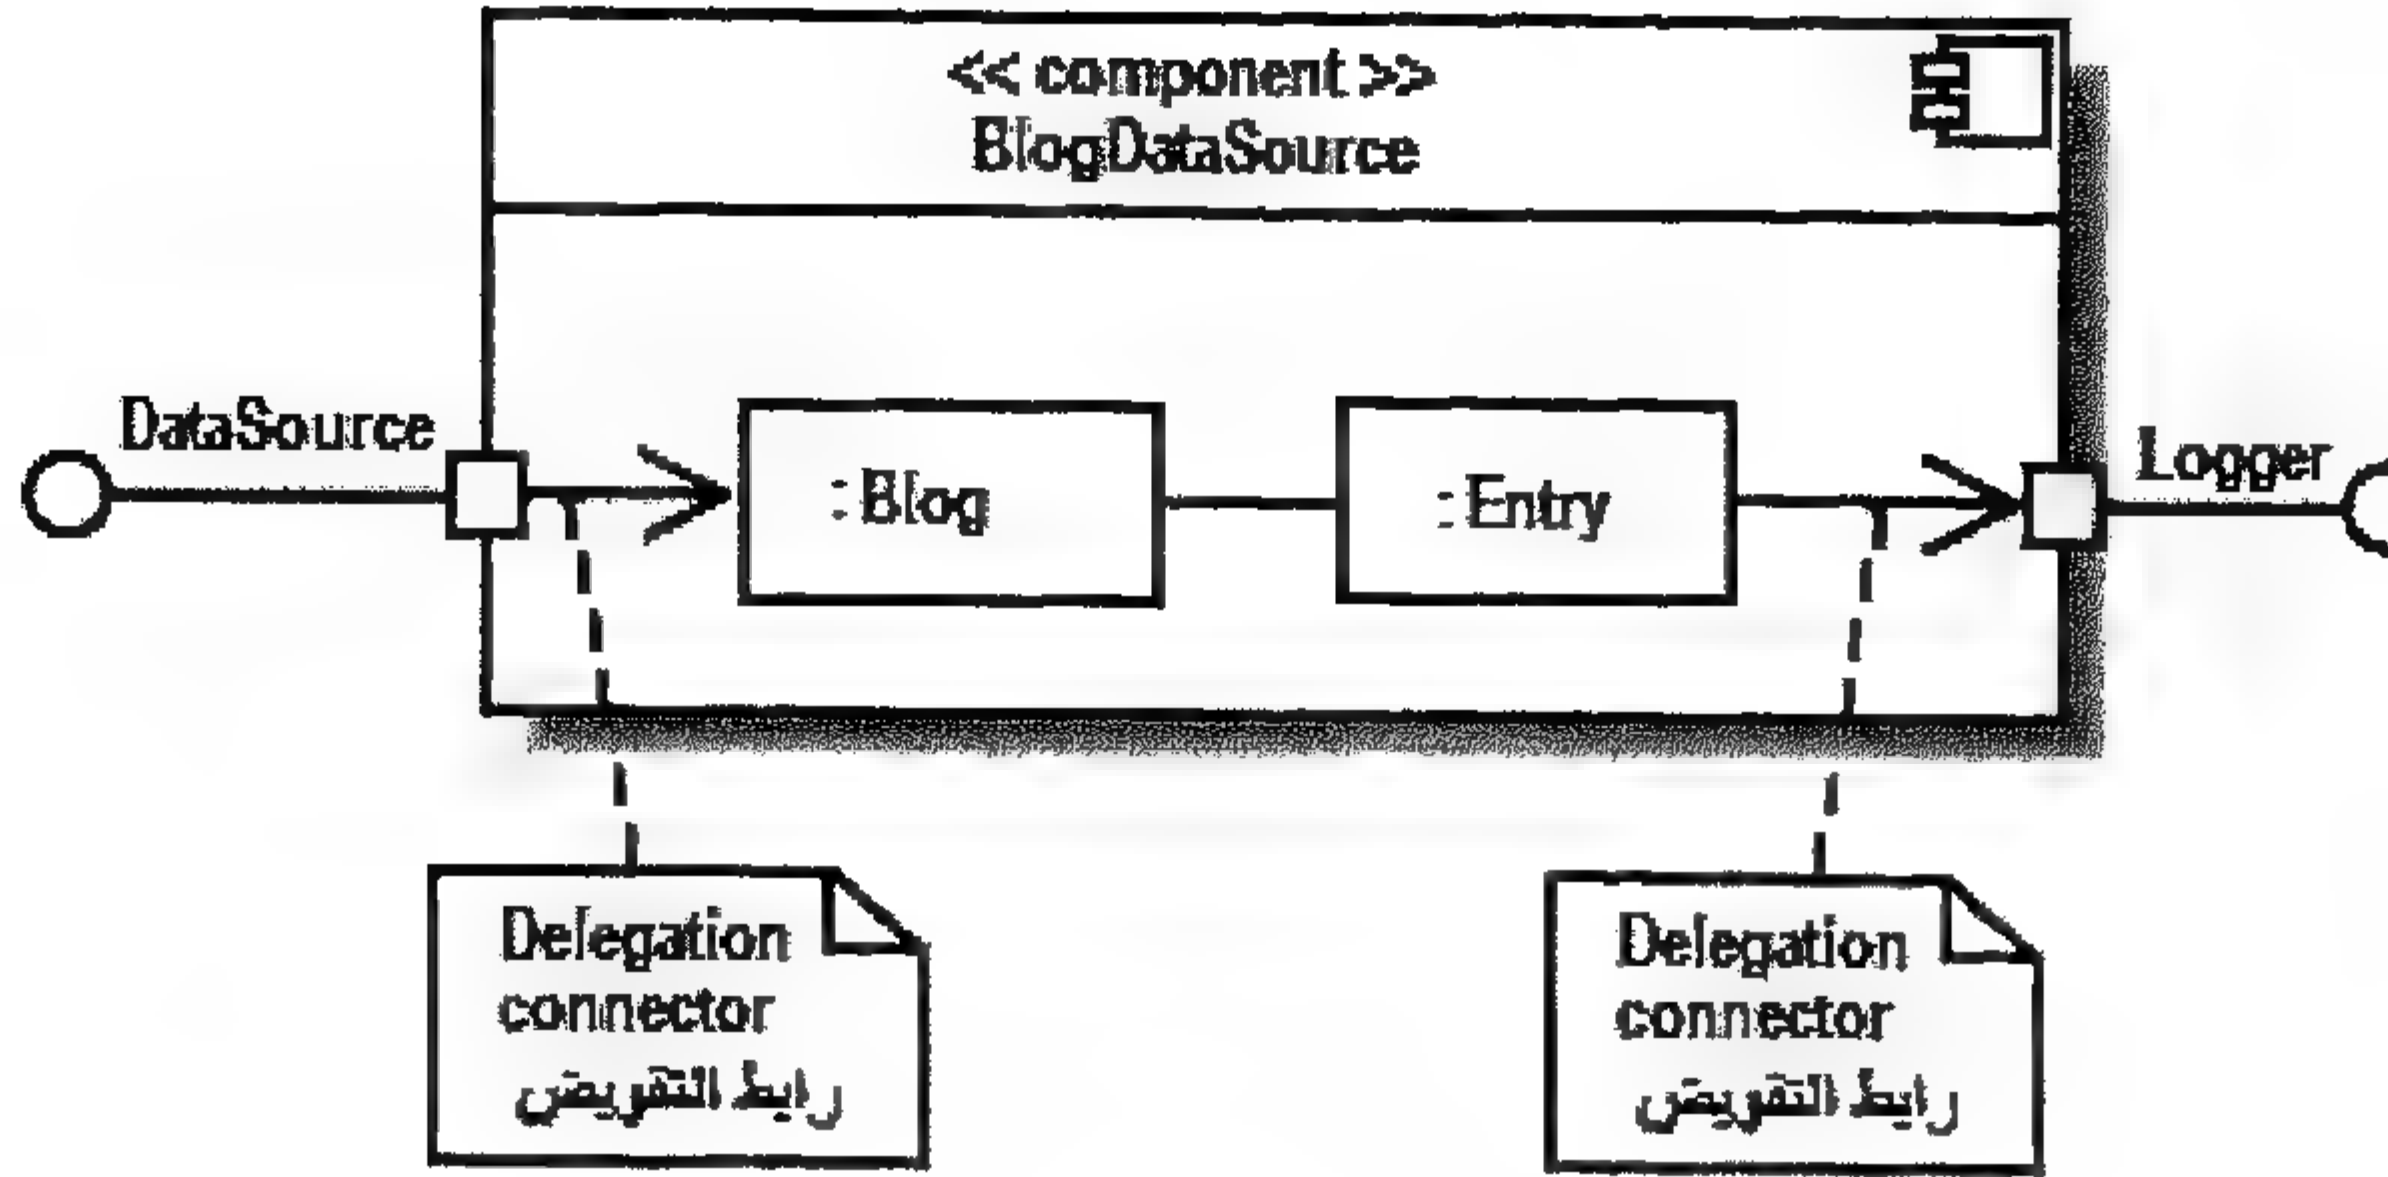 << component >>
BlogDataSource
DataSource
:Blog
:Entry
Logger
Delegation
connector
رابط التفويض
Delegation
connector
رابط التفويض